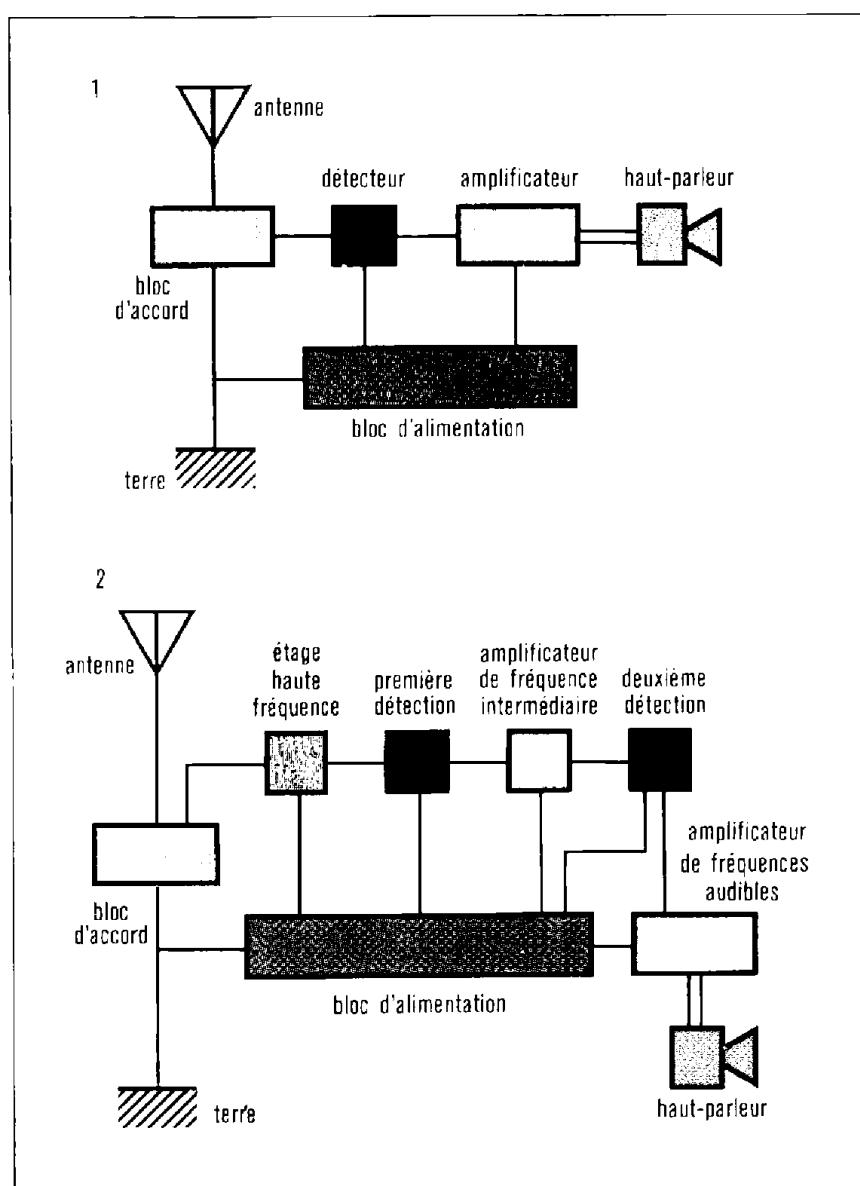 1
antenne
détecteur
amplificateur
haut-parleur
bloc
d'accord
bloc d'alimentation
terre
2
antenne
étage
haute
fréquence
première
détection
amplificateur
de fréquence
intermédiaire
deuxième
détection
amplificateur
de fréquences
audibles
bloc
d'accord
bloc d'alimentation
haut-parleur
terre